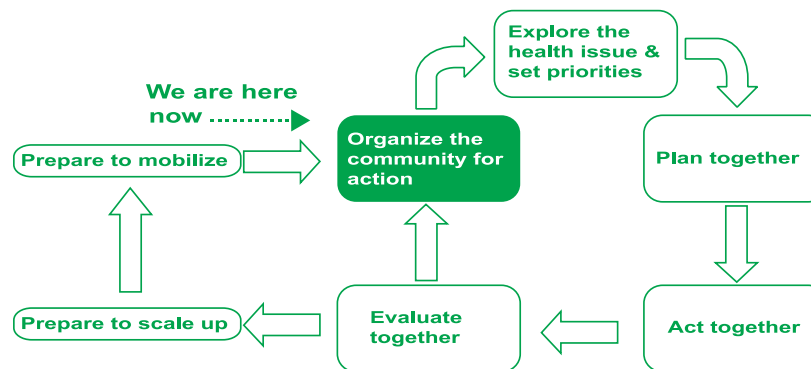 Explore the
health issue &
set priorities
We are here
now
Organize the
community for
action
Prepare to mobilize
Plan together
Prepare to scale up
Evaluate
together
Act together